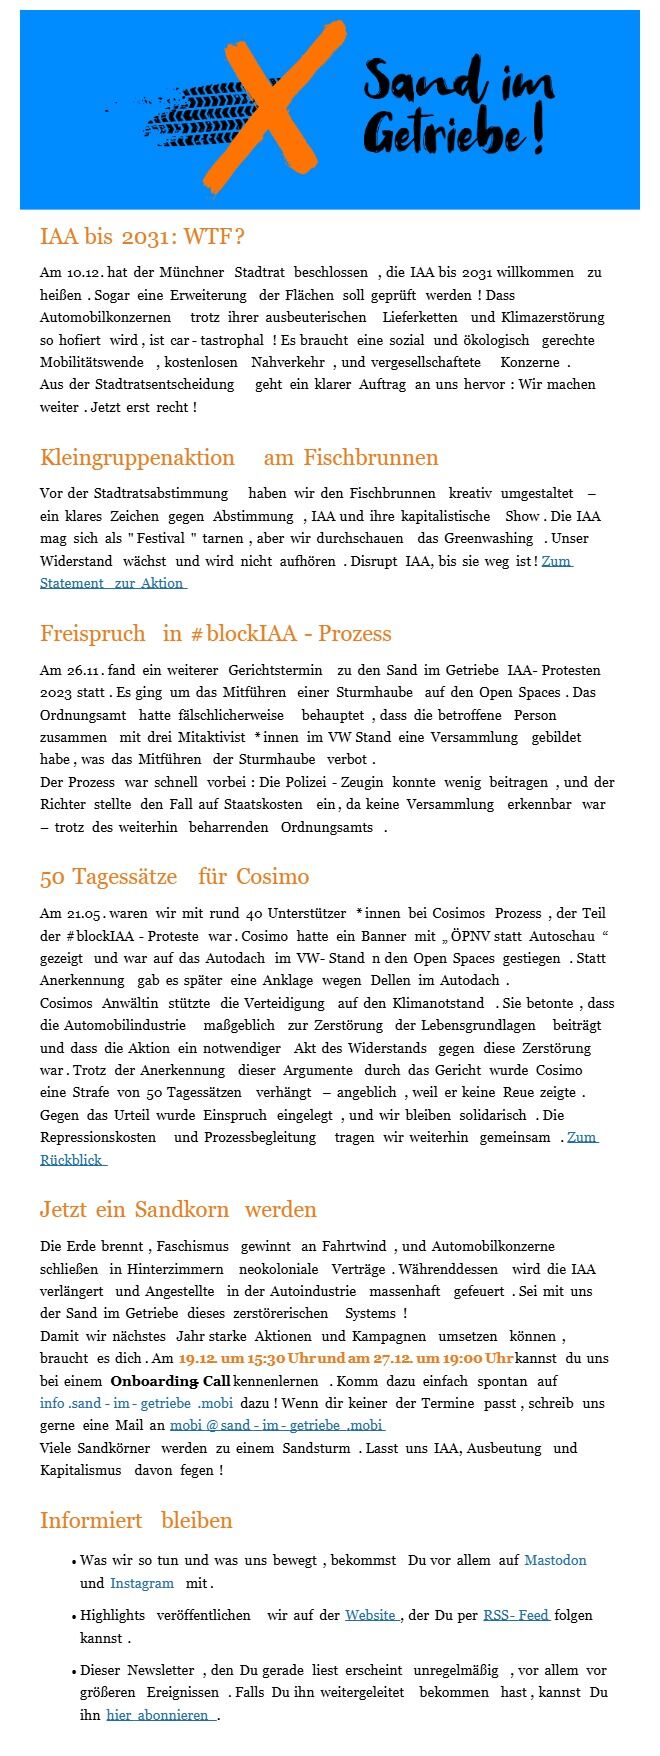 Sand im
Getriebe!
IAA bis 2031: WTF?
Am 10.12. hat der Münchner Stadtrat beschlossen, die IAA bis 2031 willkommen zu
heißen. Sogar eine Erweiterung der Flächen soll geprüft werden! Dass
Automobilkonzernen trotz ihrer ausbeuterischen Lieferketten und Klimazerstörung
so hofiert wird, ist car-tastrophal! Es braucht eine sozial und ökologisch gerechte
Mobilitätswende, kostenlosen Nahverkehr, und vergesellschaftete Konzerne.
Aus der Stadtratsentscheidung geht ein klarer Auftrag an uns hervor: Wir machen
weiter. Jetzt erst recht!
Kleingruppenaktion am Fischbrunnen
Vor der Stadtratsabstimmung haben wir den Fischbrunnen kreativ umgestaltet –
ein klares Zeichen gegen Abstimmung, IAA und ihre kapitalistische Show. Die IAA
mag sich als "Festival" tarnen, aber wir durchschauen das Greenwashing. Unser
Widerstand wächst und wird nicht aufhören. Disrupt IAA, bis sie weg ist! Zum
Statement zur Aktion
Freispruch in #blockIAA-Prozess
Am 26.11. fand ein weiterer Gerichtstermin zu den Sand im Getriebe IAA-Protesten
2023 statt. Es ging um das Mitführen einer Sturmhaube auf den Open Spaces. Das
Ordnungsamt hatte fälschlicherweise behauptet, dass die betroffene Person
zusammen mit drei Mitaktivist*innen im VW Stand eine Versammlung gebildet
habe, was das Mitführen der Sturmhaube verbot.
Der Prozess war schnell vorbei: Die Polizei-Zeugin konnte wenig beitragen, und der
Richter stellte den Fall auf Staatskosten ein, da keine Versammlung erkennbar war
– trotz des weiterhin beharrenden Ordnungsamts.
50 Tagessätze für Cosimo
Am 21.05. waren wir mit rund 40 Unterstützer*innen bei Cosimos Prozess, der Teil
der #blockIAA-Proteste war. Cosimo hatte ein Banner mit „ÖPNV statt Autoschau“
gezeigt und war auf das Autodach im VW-Stand n den Open Spaces gestiegen. Statt
Anerkennung gab es später eine Anklage wegen Dellen im Autodach.
Cosimos Anwältin stützte die Verteidigung auf den Klimanotstand. Sie betonte, dass
die Automobilindustrie maßgeblich zur Zerstörung der Lebensgrundlagen beiträgt
und dass die Aktion ein notwendiger Akt des Widerstands gegen diese Zerstörung
war. Trotz der Anerkennung dieser Argumente durch das Gericht wurde Cosimo
eine Strafe von 50 Tagessätzen verhängt – angeblich, weil er keine Reue zeigte.
Gegen das Urteil wurde Einspruch eingelegt, und wir bleiben solidarisch. Die
Repressionskosten und Prozessbegleitung tragen wir weiterhin gemeinsam. Zum
Rückblick
Jetzt ein Sandkorn werden
Die Erde brennt, Faschismus gewinnt an Fahrtwind, und Automobilkonzerne
schließen in Hinterzimmern neokoloniale Verträge. Währenddessen wird die IAA
verlängert und Angestellte in der Autoindustrie massenhaft gefeuert. Sei mit uns
der Sand im Getriebe dieses zerstörerischen Systems!
Damit wir nächstes Jahr starke Aktionen und Kampagnen umsetzen können,
braucht es dich. Am 19.12. um 15:30 Uhr und am 27.12. um 19:00 Uhr kannst du uns
bei einem Onboarding-Call kennenlernen. Komm dazu einfach spontan auf
info.sand-im-getriebe.mobi dazu! Wenn dir keiner der Termine passt, schreib uns
gerne eine Mail an mobi@sand-im-getriebe.mobi
Viele Sandkörner werden zu einem Sandsturm. Lasst uns IAA, Ausbeutung und
Kapitalismus davon fegen!
Informiert bleiben
• Was wir so tun und was uns bewegt, bekommst Du vor allem auf Mastodon
und Instagram mit.
• Highlights veröffentlichen wir auf der Website, der Du per RSS-Feed folgen
kannst.
• Dieser Newsletter, den Du gerade liest erscheint unregelmäßig, vor allem vor
größeren Ereignissen. Falls Du ihn weitergeleitet bekommen hast, kannst Du
ihn hier abonnieren.